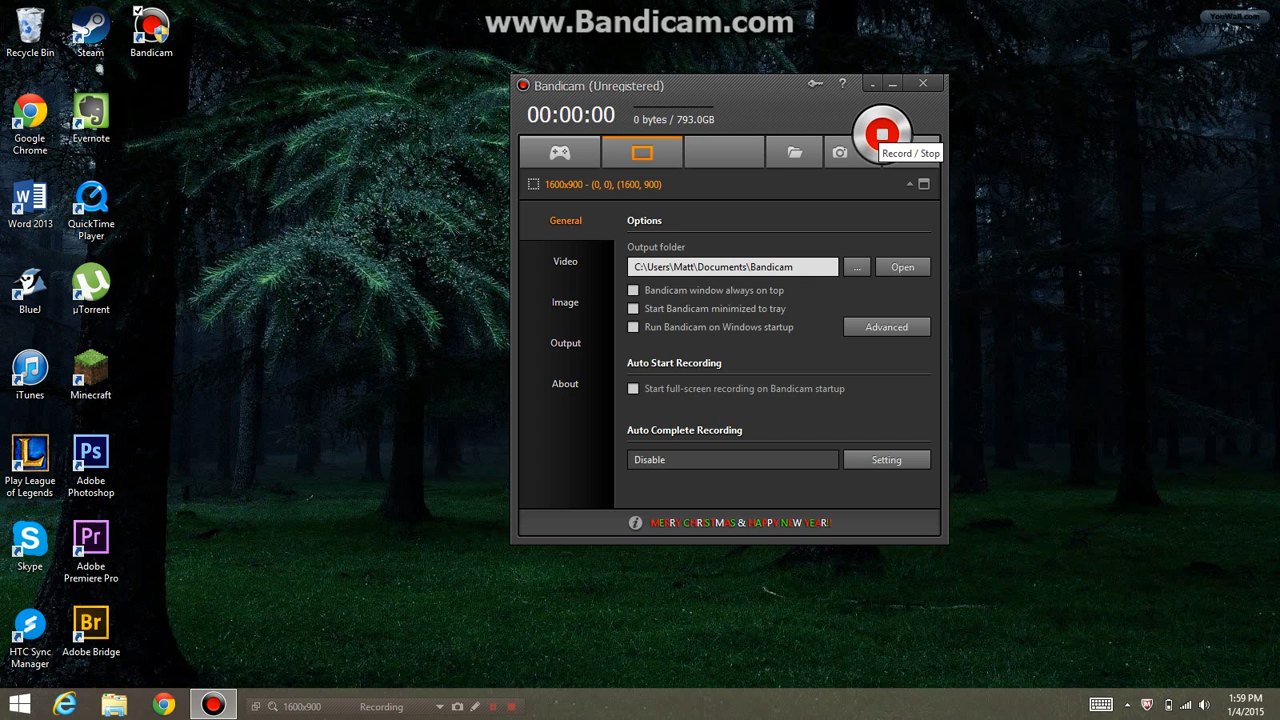 www.Bandicam.com
YouWall.com
Recycle Bin
Steam
Bandicam
Google Chrome
Evernote
Word 2013
QuickTime Player
BlueJ
µTorrent
iTunes
Minecraft
Play League of Legends
Adobe Photoshop
Skype
Adobe Premiere Pro
HTC Sync Manager
Adobe Bridge
Bandicam (Unregistered)
?
00:00:00
0 bytes / 793.0GB
Record / Stop
1600x900 - (0, 0), (1600, 900)
General
Video
Image
Output
About
Options
Output folder
C:\Users\Matt\Documents\Bandicam
...
Open
Bandicam window always on top
Start Bandicam minimized to tray
Run Bandicam on Windows startup
Advanced
Auto Start Recording
Start full-screen recording on Bandicam startup
Auto Complete Recording
Disable
Setting
MERRY CHRISTMAS & HAPPY NEW YEAR!!
1600x900
Recording
1:59 PM
1/4/2015